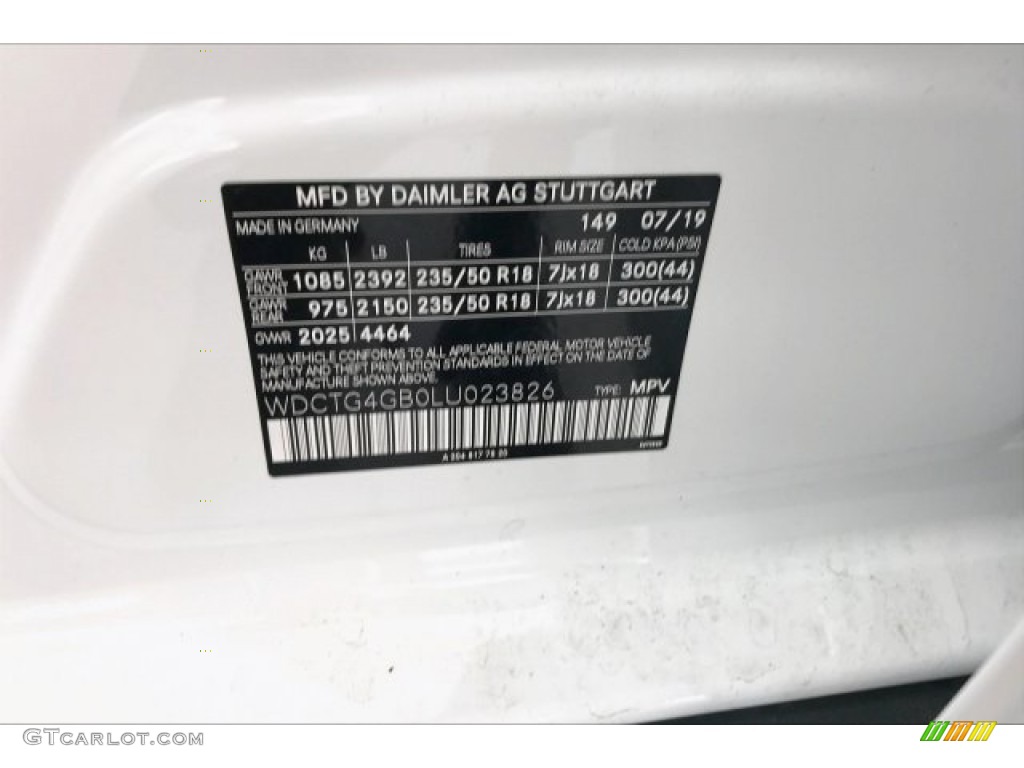 MFD BY DAIMLER AG STUTTGART
MADE IN GERMANY 149 07/19
KG LB TIRES RIM SIZE COLD KPA (PSI)
GAWR FRONT 1085 2392 235/50 R18 7Jx18 300(44)
GAWR REAR 975 2150 235/50 R18 7Jx18 300(44)
GVWR 2025 4464
THIS VEHICLE CONFORMS TO ALL APPLICABLE FEDERAL MOTOR VEHICLE
SAFETY AND THEFT PREVENTION STANDARDS IN EFFECT ON THE DATE OF
MANUFACTURE SHOWN ABOVE.
WDCTG4GB0LU023826 TYPE: MPV
GTCARLOT.COM